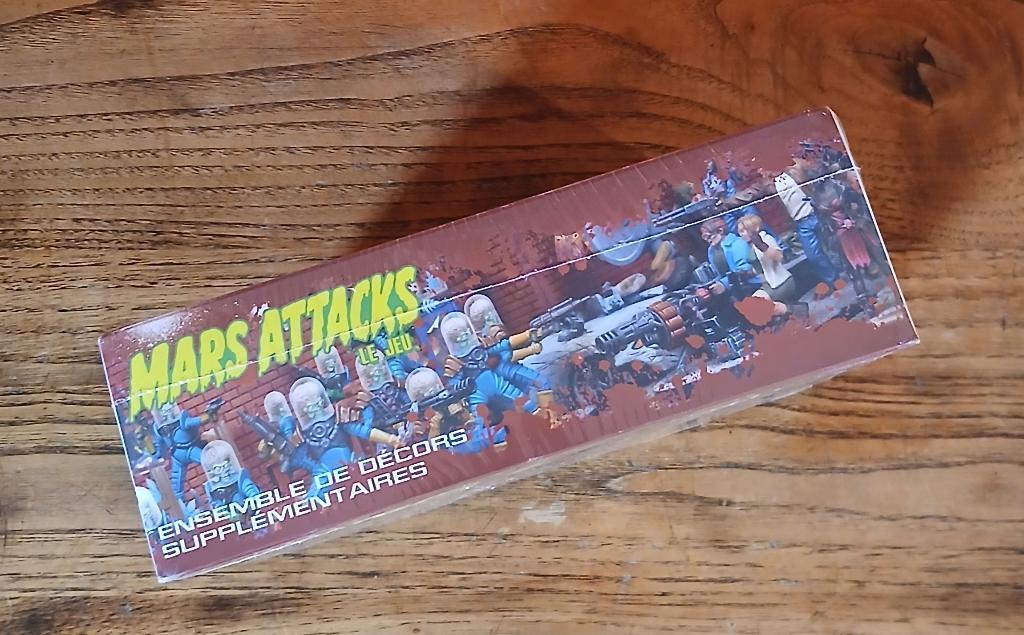 MARS ATTACKS
LE JEU
ENSEMBLE DE DÉCORS
SUPPLÉMENTAIRES